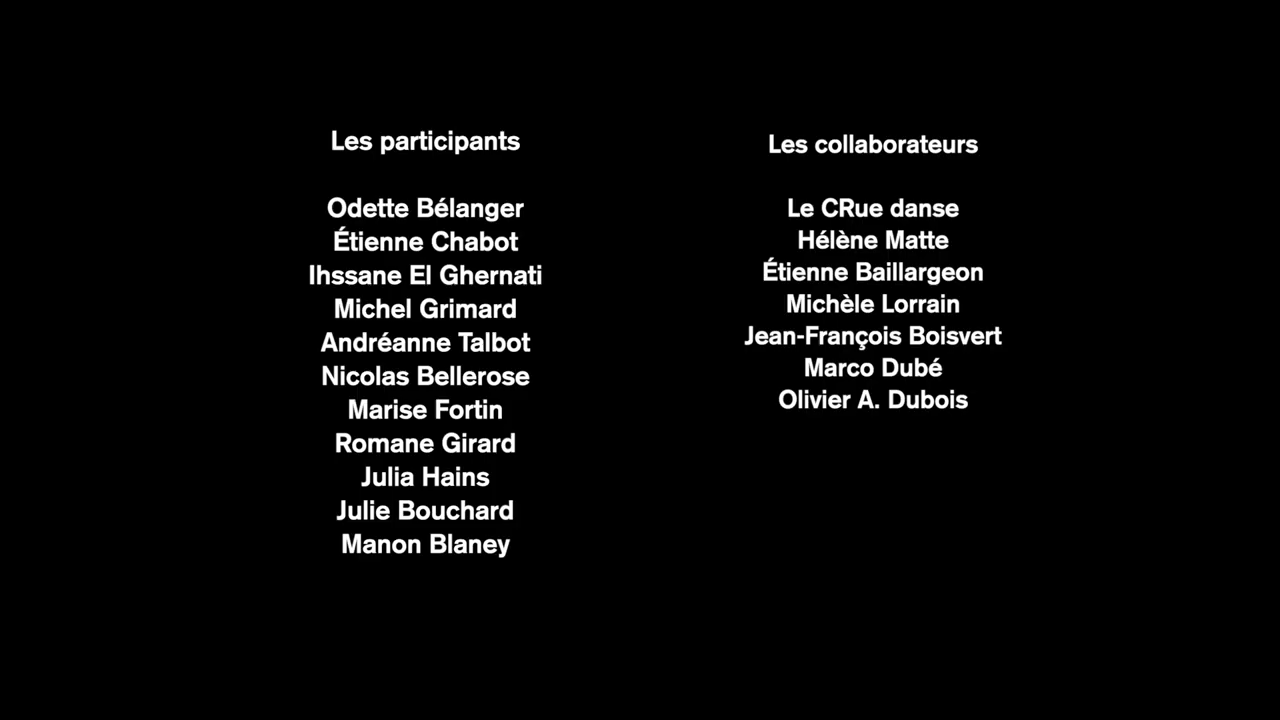 Les participants
Odette Bélanger
Étienne Chabot
Ihssane El Ghernati
Michel Grimard
Andréanne Talbot
Nicolas Bellerose
Marise Fortin
Romane Girard
Julia Hains
Julie Bouchard
Manon Blaney
Les collaborateurs
Le CRue danse
Hélène Matte
Étienne Baillargeon
Michèle Lorrain
Jean-François Boisvert
Marco Dubé
Olivier A. Dubois